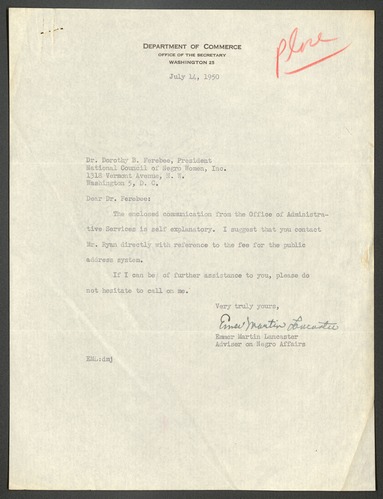 DEPARTMENT OF COMMERCE
OFFICE OF THE SECRETARY
WASHINGTON 25
July 14, 1950
Dr. Dorothy B. Ferebee, President
National Council of Negro Women, Inc.
1318 Vermont Avenue, N. W.
Washington 5, D. C.
Dear Dr. Ferebee:
The enclosed communication from the Office of Administra-
tive Services is self explanatory. I suggest that you contact
Mr. Ryan directly with reference to the fee for the public
address system.
If I can be of further assistance to you, please do
not hesitate to call on me.
Very truly yours,
Emmer Martin Lancaster
Emmer Martin Lancaster
Adviser on Negro Affairs
EML:dmj